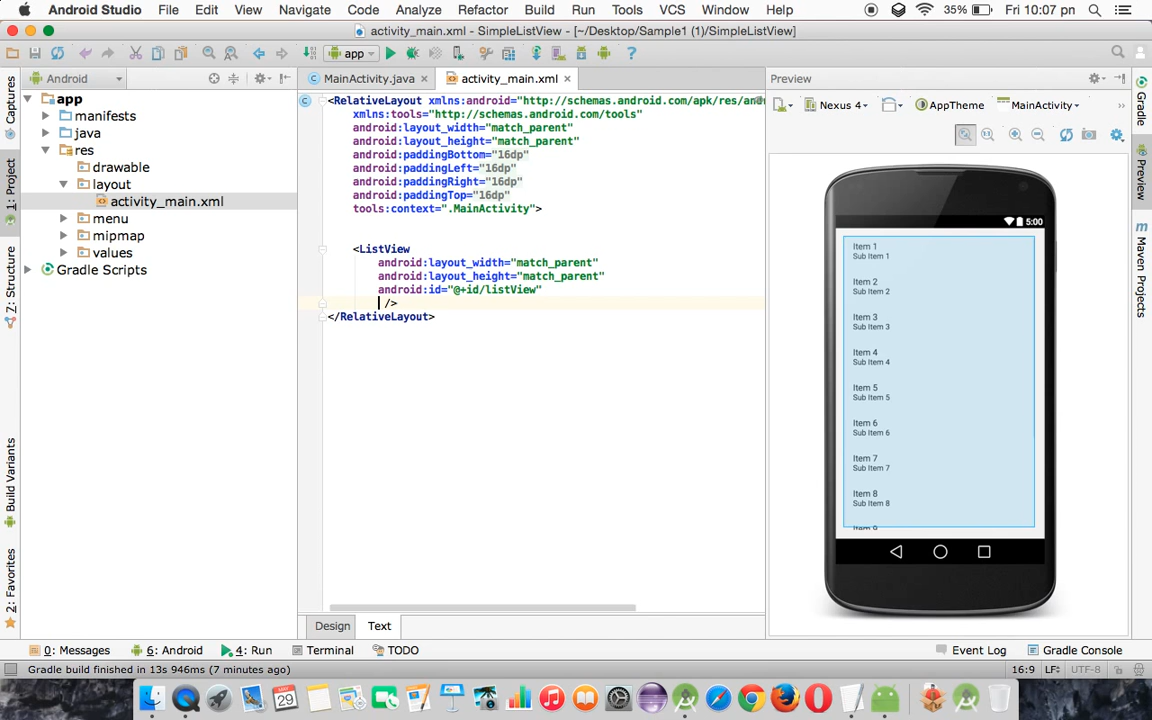 Android Studio File Edit View Navigate Code Analyze Refactor Build Run Tools VCS Window 35% Fri 10:07 pn
activity_main.xml - SimpleListView - [~/Desktop/Sample1 (1)/SimpleListView]
app
Android
MainActivity.java
activity_main.xml
Preview
Captures
1: Project
7: Structure
Build Variants
2: Favorites
app
manifests
java
res
drawable
layout
activity_main.xml
menu
mipmap
values
Gradle Scripts
<RelativeLayout xmlns:android="http://schemas.android.com/apk/res/an
xmlns:tools="http://schemas.android.com/tools"
android:layout_width="match_parent"
android:layout_height="match_parent"
android:paddingBottom="16dp"
android:paddingLeft="16dp"
android:paddingRight="16dp"
android:paddingTop="16dp"
tools:context=".MainActivity">
<ListView
android:layout_width="match_parent"
android:layout_height="match_parent"
android:id="@+id/listView"
/>
</RelativeLayout>
Design Text
Nexus 4 AppTheme MainActivity
5:00
Item 1
Sub Item 1
Item 2
Sub Item 2
Item 3
Sub Item 3
Item 4
Sub Item 4
Item 5
Sub Item 5
Item 6
Sub Item 6
Item 7
Sub Item 7
Item 8
Sub Item 8
Item 9
Gradle
Preview
Maven Projects
0: Messages 6: Android 4: Run Terminal TODO Event Log Gradle Console
Gradle build finished in 13s 946ms (7 minutes ago) 16:9 LF UTF-8
MAY
29